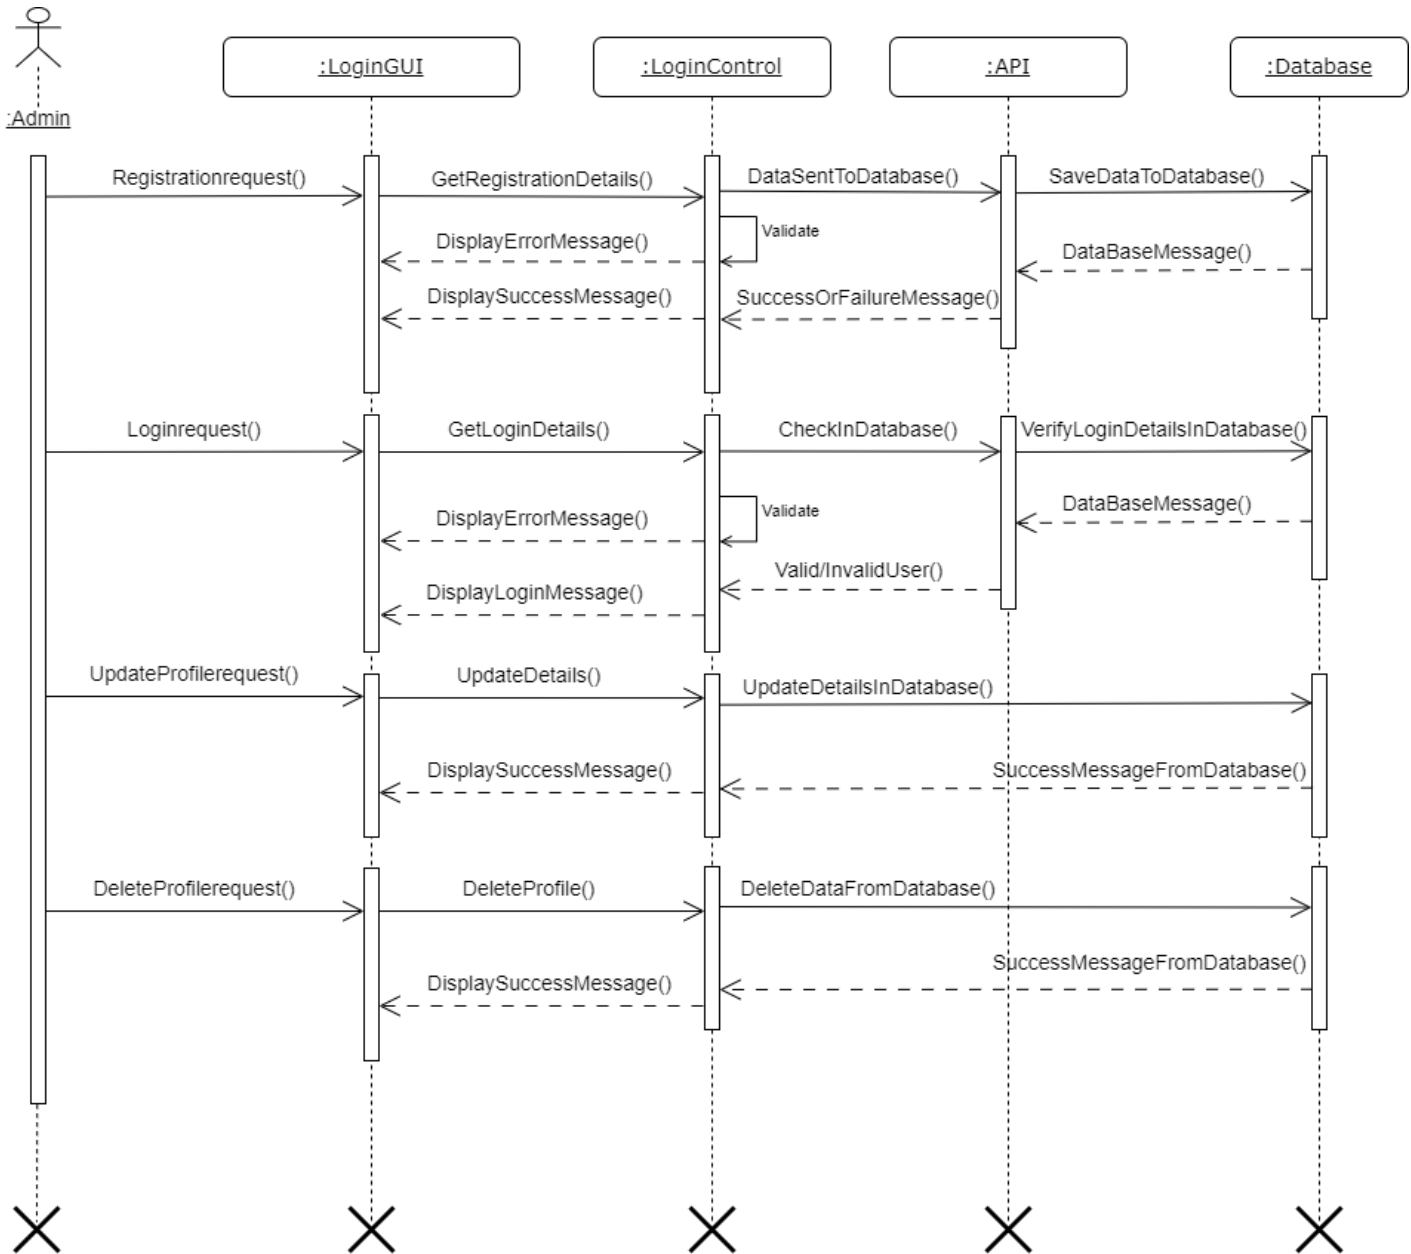 :LoginGUI
:LoginControl
:API
:Database
:Admin
Registrationrequest()
GetRegistrationDetails()
DataSentToDatabase()
SaveDataToDatabase()
Validate
DisplayErrorMessage()
DataBaseMessage()
DisplaySuccessMessage()
SuccessOrFailureMessage()
Loginrequest()
GetLoginDetails()
CheckInDatabase()
VerifyLoginDetailsInDatabase()
Validate
DisplayErrorMessage()
DataBaseMessage()
Valid/InvalidUser()
DisplayLoginMessage()
UpdateProfilerequest()
UpdateDetails()
UpdateDetailsInDatabase()
DisplaySuccessMessage()
SuccessMessageFromDatabase()
DeleteProfilerequest()
DeleteProfile()
DeleteDataFromDatabase()
SuccessMessageFromDatabase()
DisplaySuccessMessage()